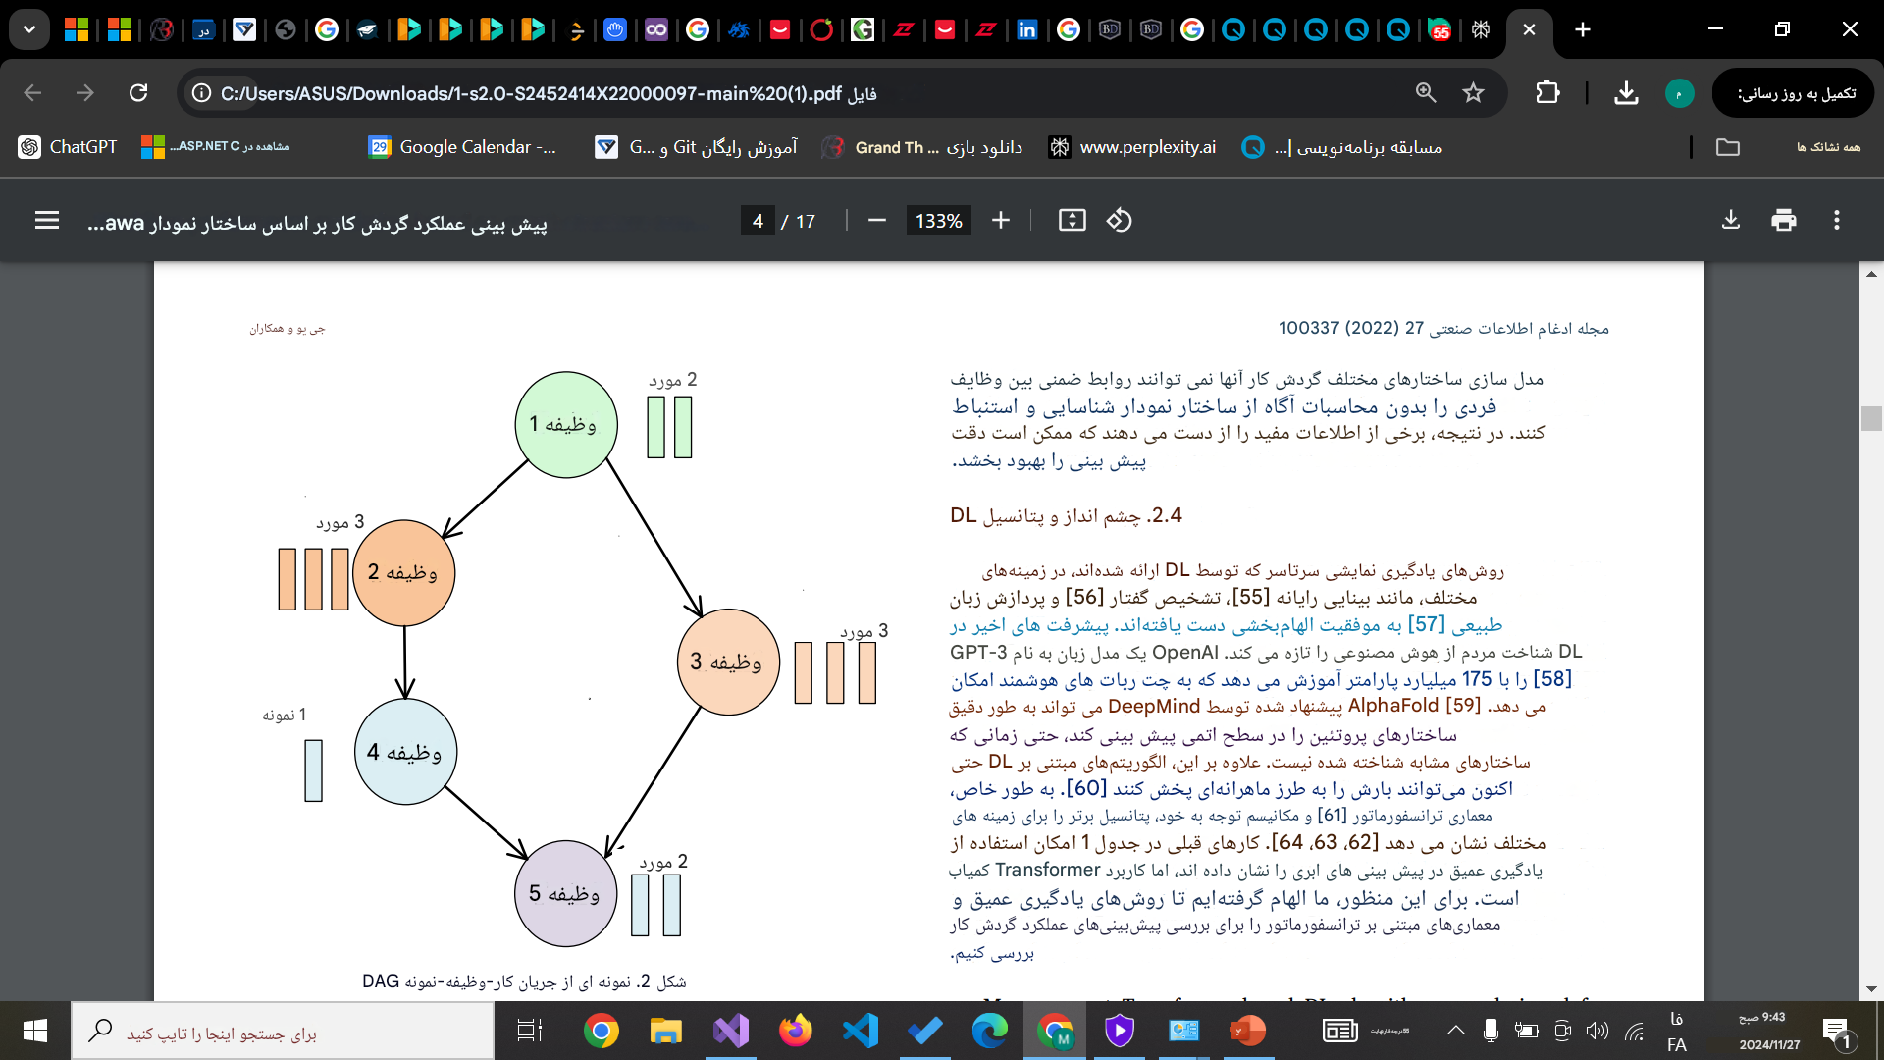 در
55
فایل C:/Users/ASUS/Downloads/1-s2.0-S2452414X22000097-main%20(1).pdf
م
تکمیل به روز رسانی:
ChatGPT
مشاهده در ASP.NET C...
29
Google Calendar -...
آموزش رایگان Git و G...
دانلود بازی Grand Th ...
www.perplexity.ai
مسابقه برنامه‌نویسی |...
همه نشانک ها
پیش بینی عملکرد گردش کار بر اساس ساختار نمودار awa...
4 / 17
133%
جی یو و همکاران
مجله ادغام اطلاعات صنعتی 27 (2022) 100337
وظیفه 1
2 مورد
3 مورد
وظیفه 2
3 مورد
وظیفه 3
1 نمونه
وظیفه 4
2 مورد
وظیفه 5
شکل 2. نمونه ای از جریان کار-وظیفه-نمونه DAG
مدل سازی ساختارهای مختلف گردش کار آنها نمی توانند روابط ضمنی بین وظایف
فردی را بدون محاسبات آگاه از ساختار نمودار شناسایی و استنباط
کنند. در نتیجه، برخی از اطلاعات مفید را از دست می دهند که ممکن است دقت
پیش بینی را بهبود بخشد.
2.4. چشم انداز و پتانسیل DL
روش‌های یادگیری نمایشی سرتاسر که توسط DL ارائه شده‌اند، در زمینه‌های
مختلف، مانند بینایی رایانه [55]، تشخیص گفتار [56] و پردازش زبان
طبیعی [57] به موفقیت الهام‌بخشی دست یافته‌اند. پیشرفت های اخیر در
DL شناخت مردم از هوش مصنوعی را تازه می کند. OpenAI یک مدل زبان به نام GPT-3
[58] را با 175 میلیارد پارامتر آموزش می دهد که به چت ربات های هوشمند امکان
می دهد. AlphaFold [59] پیشنهاد شده توسط DeepMind می تواند به طور دقیق
ساختارهای پروتئین را در سطح اتمی پیش بینی کند، حتی زمانی که
ساختارهای مشابه شناخته شده نیست. علاوه بر این، الگوریتم‌های مبتنی بر DL حتی
اکنون می‌توانند بارش را به طرز ماهرانه‌ای پخش کنند [60]. به طور خاص،
معماری ترانسفورماتور [61] و مکانیسم توجه به خود، پتانسیل برتر را برای زمینه های
مختلف نشان می دهد [62، 63، 64]. کارهای قبلی در جدول 1 امکان استفاده از
یادگیری عمیق در پیش بینی های ابری را نشان داده اند، اما کاربرد Transformer کمیاب
است. برای این منظور، ما الهام گرفته‌ایم تا روش‌های یادگیری عمیق و
معماری‌های مبتنی بر ترانسفورماتور را برای بررسی پیش‌بینی‌های عملکرد گردش کار
بررسی کنیم.
برای جستجو اینجا را تایپ کنید
M
فا
FA
9:43 صبح
2024/11/27
1